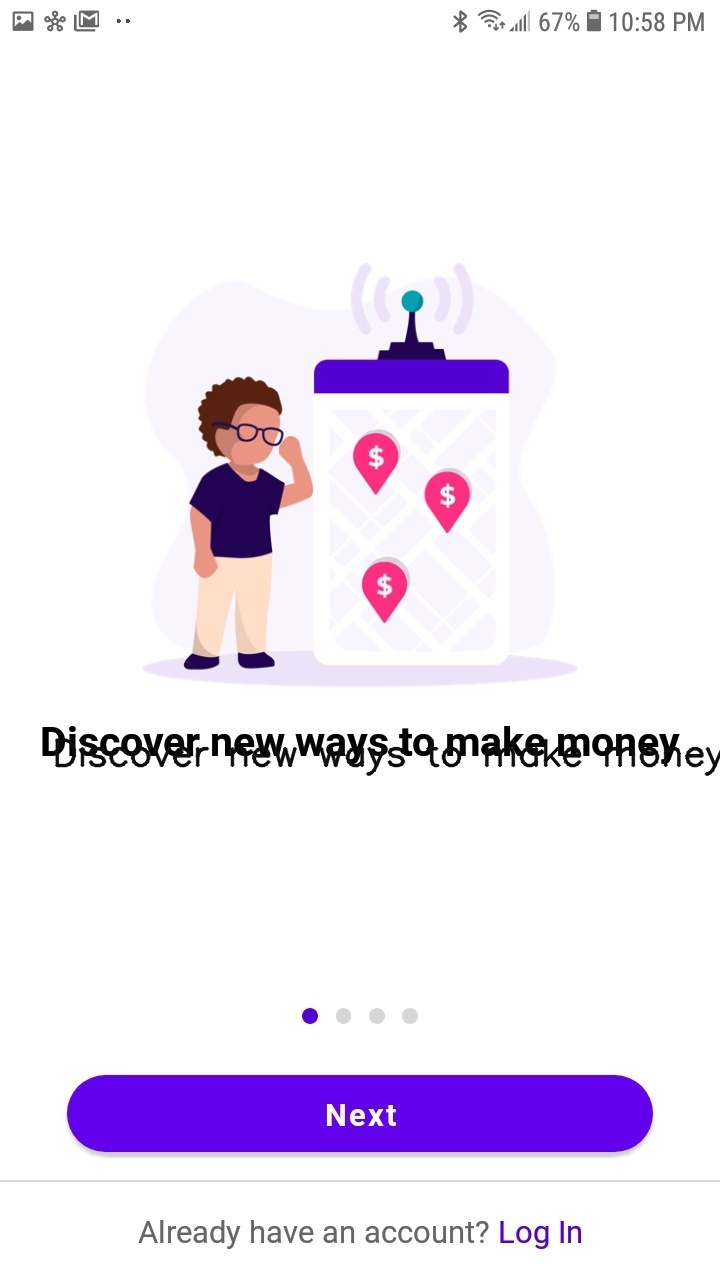 67% 10:58 PM
$
$
$
Discover new ways to make money
Discover new ways to make money
Next
Already have an account? Log In